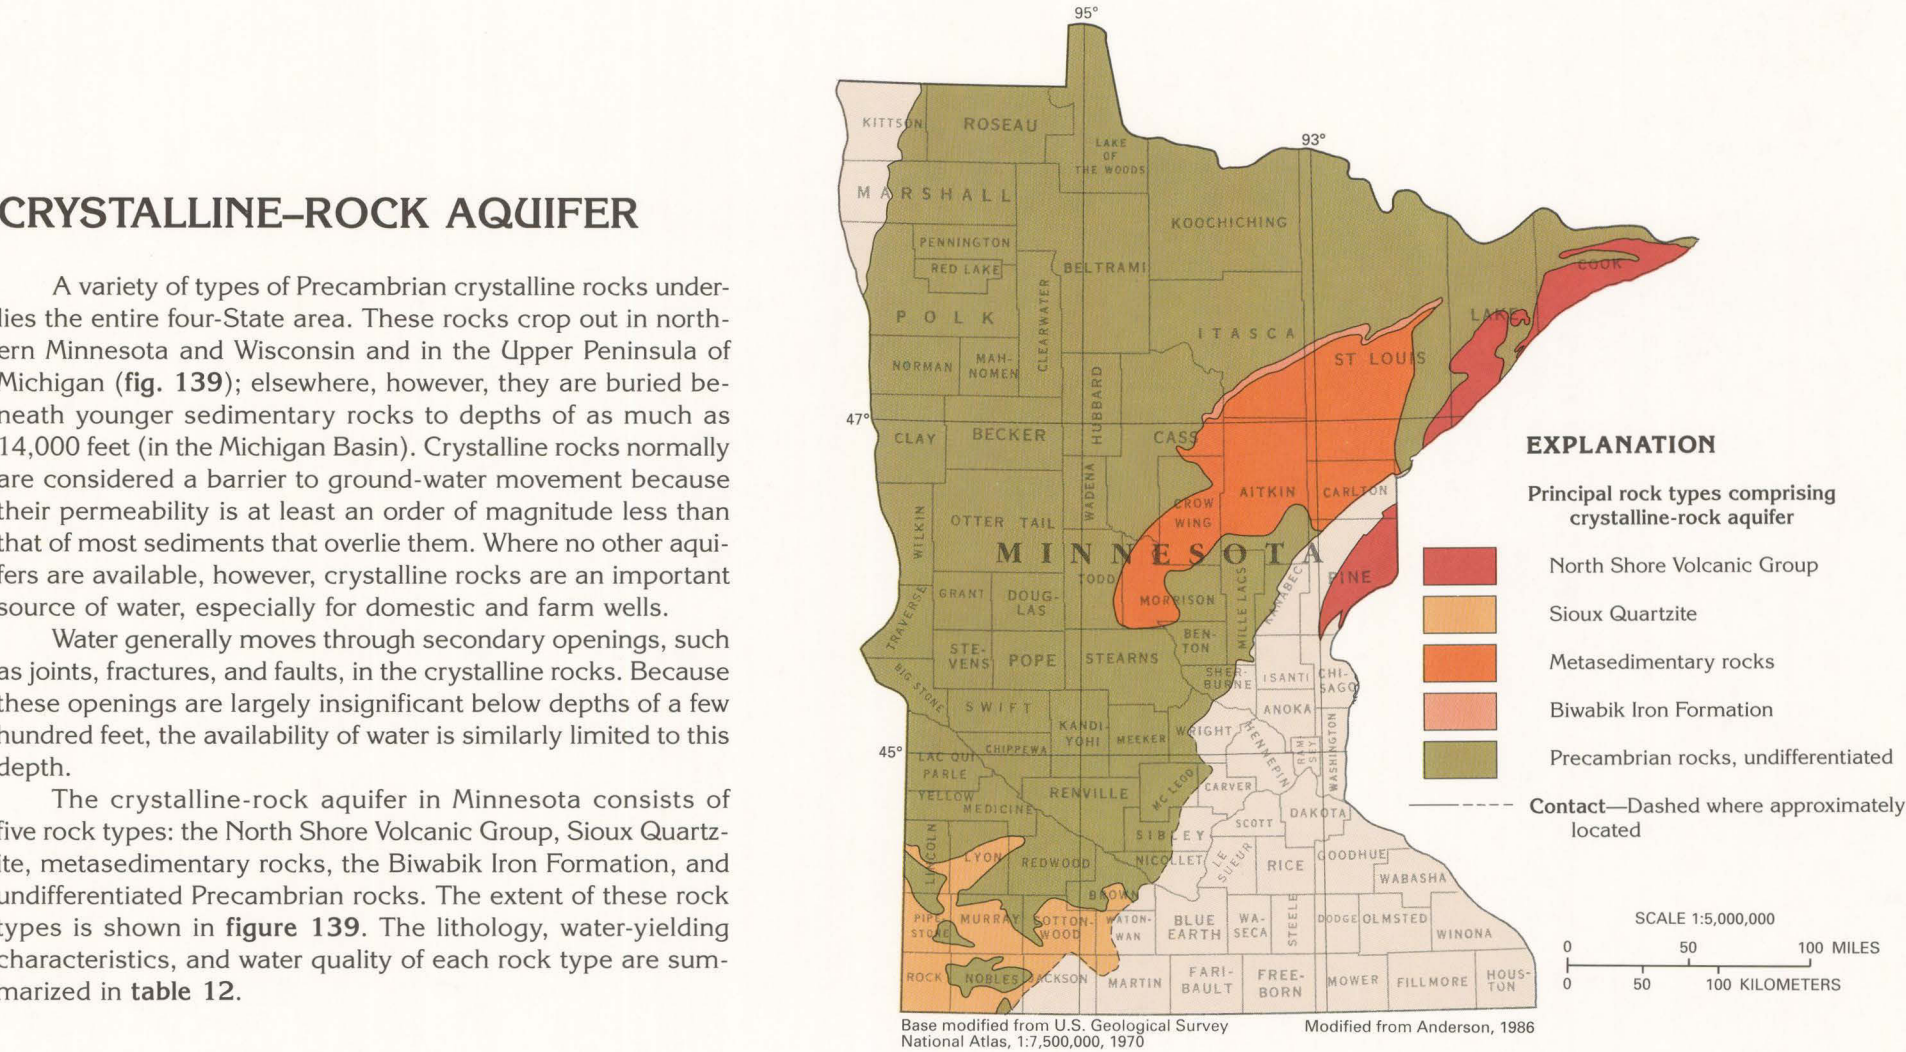 CRYSTALLINE–ROCK AQUIFER
A variety of types of Precambrian crystalline rocks under-
lies the entire four-State area. These rocks crop out in north-
ern Minnesota and Wisconsin and in the Upper Peninsula of
Michigan (fig. 139); elsewhere, however, they are buried be-
neath younger sedimentary rocks to depths of as much as
14,000 feet (in the Michigan Basin). Crystalline rocks normally
are considered a barrier to ground-water movement because
their permeability is at least an order of magnitude less than
that of most sediments that overlie them. Where no other aqui-
fers are available, however, crystalline rocks are an important
source of water, especially for domestic and farm wells.
Water generally moves through secondary openings, such
as joints, fractures, and faults, in the crystalline rocks. Because
these openings are largely insignificant below depths of a few
hundred feet, the availability of water is similarly limited to this
depth.
The crystalline-rock aquifer in Minnesota consists of
five rock types: the North Shore Volcanic Group, Sioux Quartz-
ite, metasedimentary rocks, the Biwabik Iron Formation, and
undifferentiated Precambrian rocks. The extent of these rock
types is shown in figure 139. The lithology, water-yielding
characteristics, and water quality of each rock type are sum-
marized in table 12.
95°
93°
47°
45°
KITTSON
ROSEAU
LAKE
OF
THE WOODS
MARSHALL
KOOCHICHING
PENNINGTON
RED LAKE
BELTRAMI
COOK
POLK
CLEARWATER
ITASCA
LAKE
ST LOUIS
NORMAN
MAH-
NOMEN
HUBBARD
CLAY
BECKER
CASS
WADENA
AITKIN
CARLTON
CROW
WING
WILKIN
OTTER TAIL
MINNESOTA
TODD
PINE
GRANT
DOUG-
LAS
MORRISON
MILLE LACS
KANABEC
TRAVERSE
BEN-
TON
STE-
VENS
POPE
STEARNS
BIG STONE
SHER-
BURNE
ISANTI
CHI-
SAGO
SWIFT
ANOKA
KANDI-
YOHI
MEEKER
WRIGHT
HENNEPIN
RAM-
SEY
WASHINGTON
CHIPPEWA
LAC QUI
PARLE
RENVILLE
MC LEOD
CARVER
YELLOW
MEDICINE
DAKOTA
SCOTT
SIBLEY
LINCOLN
LYON
REDWOOD
NICOLLET
LE
SUEUR
RICE
GOODHUE
WABASHA
BROWN
PIPE
STONE
MURRAY
COTTON-
WOOD
WATON-
WAN
BLUE
EARTH
WA-
SECA
STEELE
DODGE
OLMSTED
WINONA
ROCK
NOBLES
JACKSON
MARTIN
FARI-
BAULT
FREE-
BORN
MOWER
FILLMORE
HOUS-
TON
Base modified from U.S. Geological Survey
National Atlas, 1:7,500,000, 1970
Modified from Anderson, 1986
EXPLANATION
Principal rock types comprising
crystalline-rock aquifer
North Shore Volcanic Group
Sioux Quartzite
Metasedimentary rocks
Biwabik Iron Formation
Precambrian rocks, undifferentiated
Contact—Dashed where approximately
located
SCALE 1:5,000,000
0 50 100 MILES
0 50 100 KILOMETERS